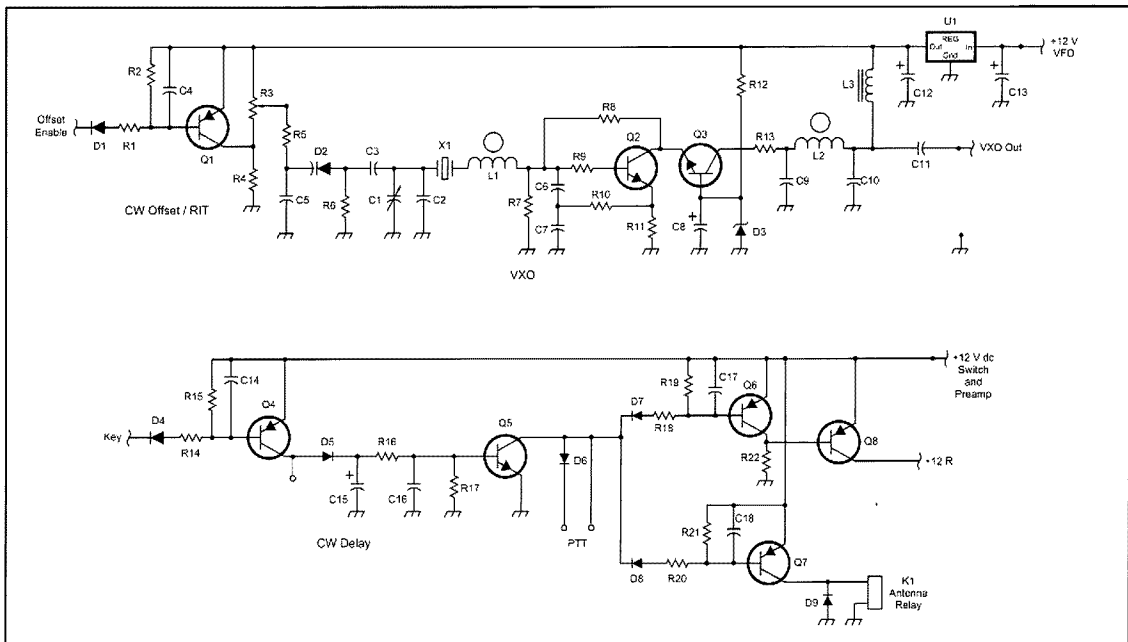 U1
REG
Out
In
Gnd
+12 V
VFO
R2
C4
R3
L3
+
C12
+
C13
R12
Offset
Enable
D1
R1
Q1
R5
R8
Q2
Q3
R13
L2
C11
VXO Out
D2
C3
X1
L1
R9
R4
C5
R6
C1
C2
R7
C6
R10
C7
R11
+
C8
D3
C9
C10
CW Offset / RIT
VXO
+12 V dc
Switch
and
Preamp
R15
C14
Q4
R19
C17
Q6
Key
D4
R14
D5
R16
Q5
D7
R18
Q8
+
C15
C16
R17
D6
R22
+12 R
CW Delay
PTT
R21
C18
D8
R20
Q7
D9
K1
Antenna
Relay